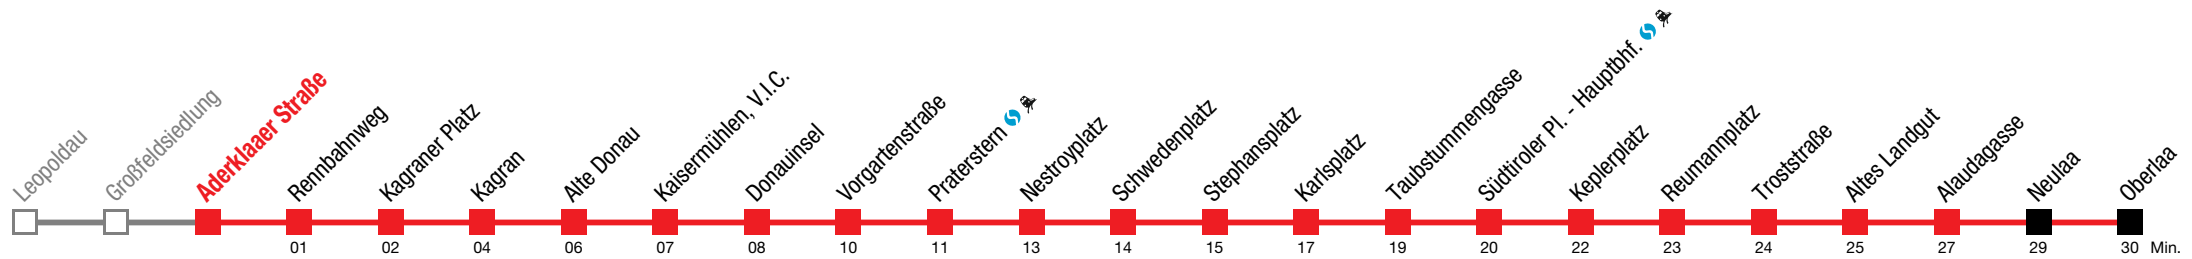 Leopoldau
Großfeldsiedlung
Aderklaaer Straße
Rennbahnweg
Kagraner Platz
Kagran
Alte Donau
Kaisermühlen, V.I.C.
Donauinsel
Vorgartenstraße
Praterstern
Nestroyplatz
Schwedenplatz
Stephansplatz
Karlsplatz
Taubstummengasse
Südtiroler Pl. - Hauptbhf.
Keplerplatz
Reumannplatz
Troststraße
Altes Landgut
Alaudagasse
Neulaa
Oberlaa
01 02 04 06 07 08 10 11 13 14 15 17 19 20 22 23 24 25 27 29 30 Min.